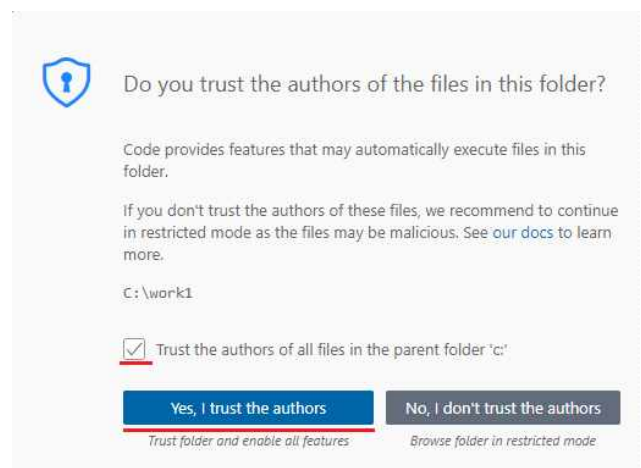 Do you trust the authors of the files in this folder?
Code provides features that may automatically execute files in this
folder.
If you don't trust the authors of these files, we recommend to continue
in restricted mode as the files may be malicious. See our docs to learn
more.
C:\work1
Trust the authors of all files in the parent folder 'c:'
Yes, I trust the authors
No, I don't trust the authors
Trust folder and enable all features
Browse folder in restricted mode